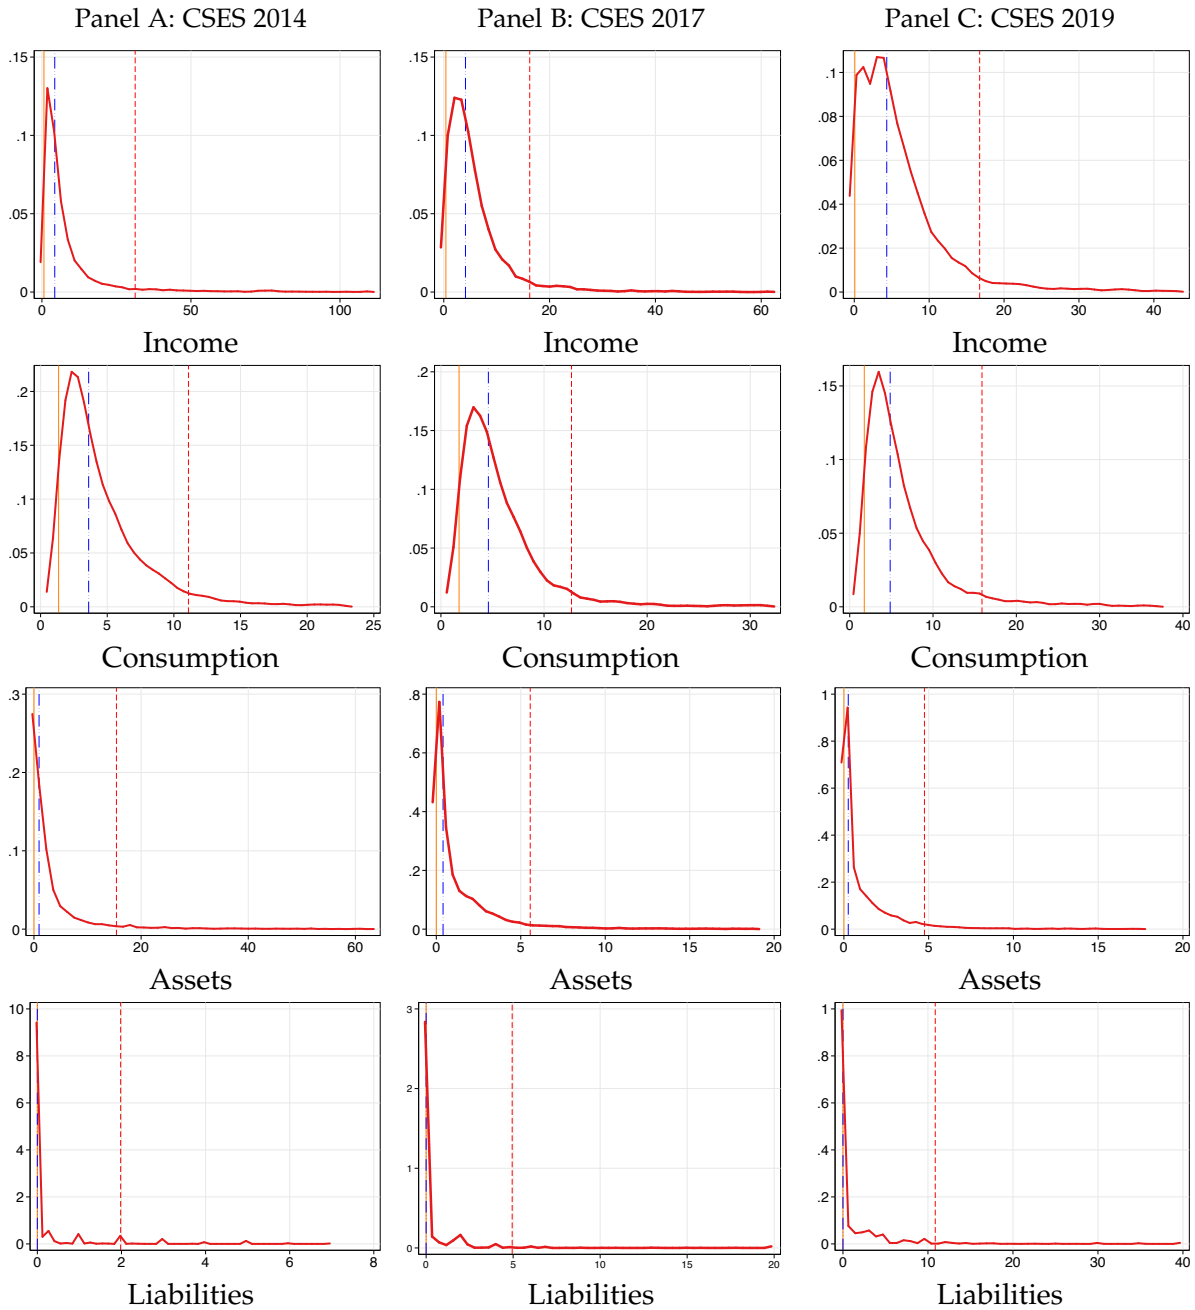 Panel A: CSES 2014 Panel B: CSES 2017 Panel C: CSES 2019
.15 .1 .05 0
0 50 100
.15 .1 .05 0
0 20 40 60
.1 .08 .06 .04 .02 0
0 10 20 30 40
Income Income Income
.2 .15 .1 .05 0
0 5 10 15 20 25
.2 .15 .1 .05 0
0 10 20 30
.15 .1 .05 0
0 10 20 30 40
Consumption Consumption Consumption
.3 .2 .1 0
0 20 40 60
.8 .6 .4 .2 0
0 5 10 15 20
1 .8 .6 .4 .2 0
0 5 10 15 20
Assets Assets Assets
10 8 6 4 2 0
0 2 4 6 8
3 2 1 0
0 5 10 15 20
1 .8 .6 .4 .2 0
0 10 20 30 40
Liabilities Liabilities Liabilities